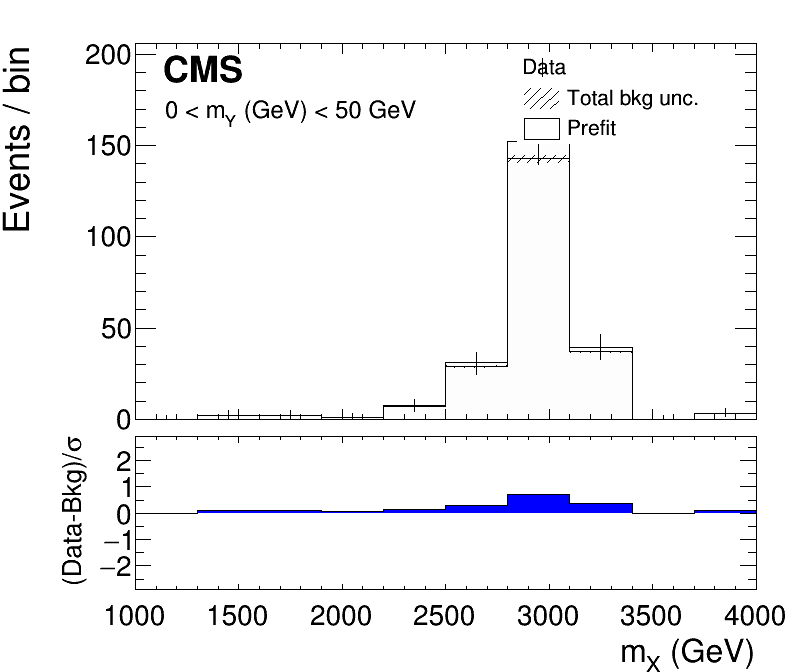 CMS
0 < mY (GeV) < 50 GeV
Data
Total bkg unc.
Prefit
Events / bin
200
150
100
50
0
(Data-Bkg)/σ
2
1
0
−1
−2
1000 1500 2000 2500 3000 3500 4000
mX (GeV)